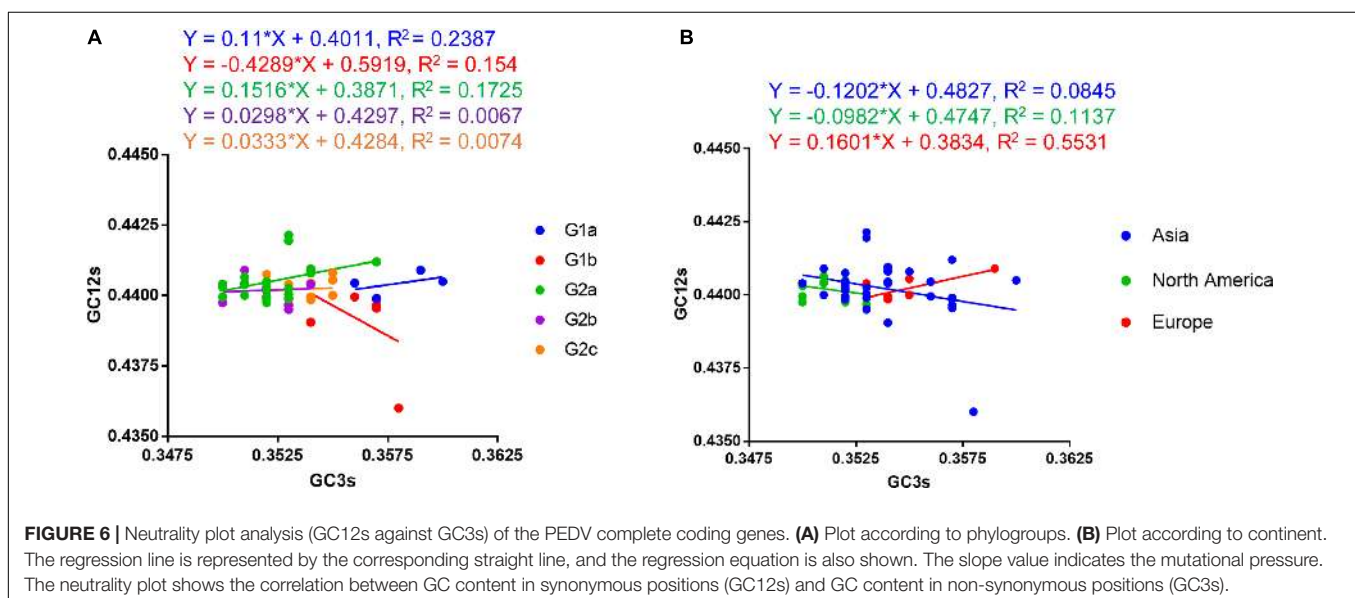 A
Y = 0.11*X + 0.4011, R² = 0.2387
Y = -0.4289*X + 0.5919, R² = 0.154
Y = 0.1516*X + 0.3871, R² = 0.1725
Y = 0.0298*X + 0.4297, R² = 0.0067
Y = 0.0333*X + 0.4284, R² = 0.0074
0.4450
0.4425
0.4400
0.4375
0.4350
GC12s
0.3475
0.3525
0.3575
0.3625
GC3s
G1a
G1b
G2a
G2b
G2c
B
Y = -0.1202*X + 0.4827, R² = 0.0845
Y = -0.0982*X + 0.4747, R² = 0.1137
Y = 0.1601*X + 0.3834, R² = 0.5531
0.4450
0.4425
0.4400
0.4375
0.4350
GC12s
0.3475
0.3525
0.3575
0.3625
GC3s
Asia
North America
Europe
FIGURE 6 | Neutrality plot analysis (GC12s against GC3s) of the PEDV complete coding genes. (A) Plot according to phylogroups. (B) Plot according to continent.
The regression line is represented by the corresponding straight line, and the regression equation is also shown. The slope value indicates the mutational pressure.
The neutrality plot shows the correlation between GC content in synonymous positions (GC12s) and GC content in non-synonymous positions (GC3s).